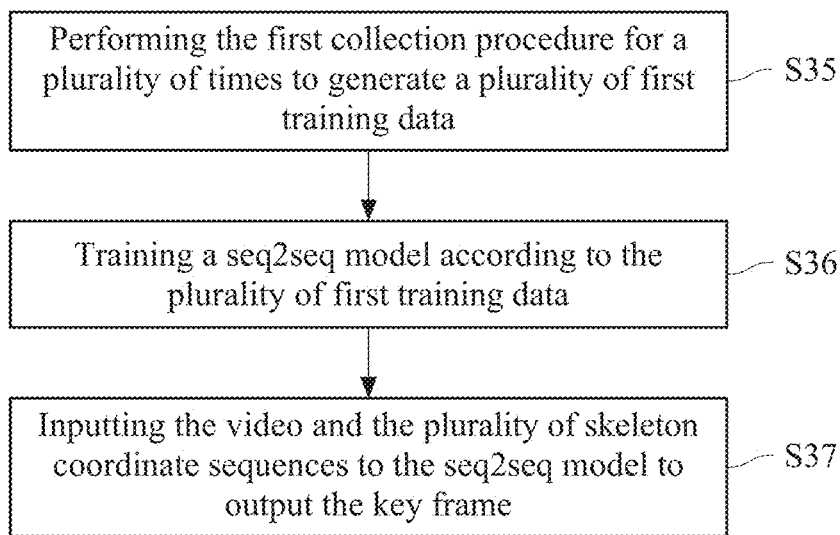 Performing the first collection procedure for a
plurality of times to generate a plurality of first
training data
S35
Training a seq2seq model according to the
plurality of first training data
S36
Inputting the video and the plurality of skeleton
coordinate sequences to the seq2seq model to
output the key frame
S37